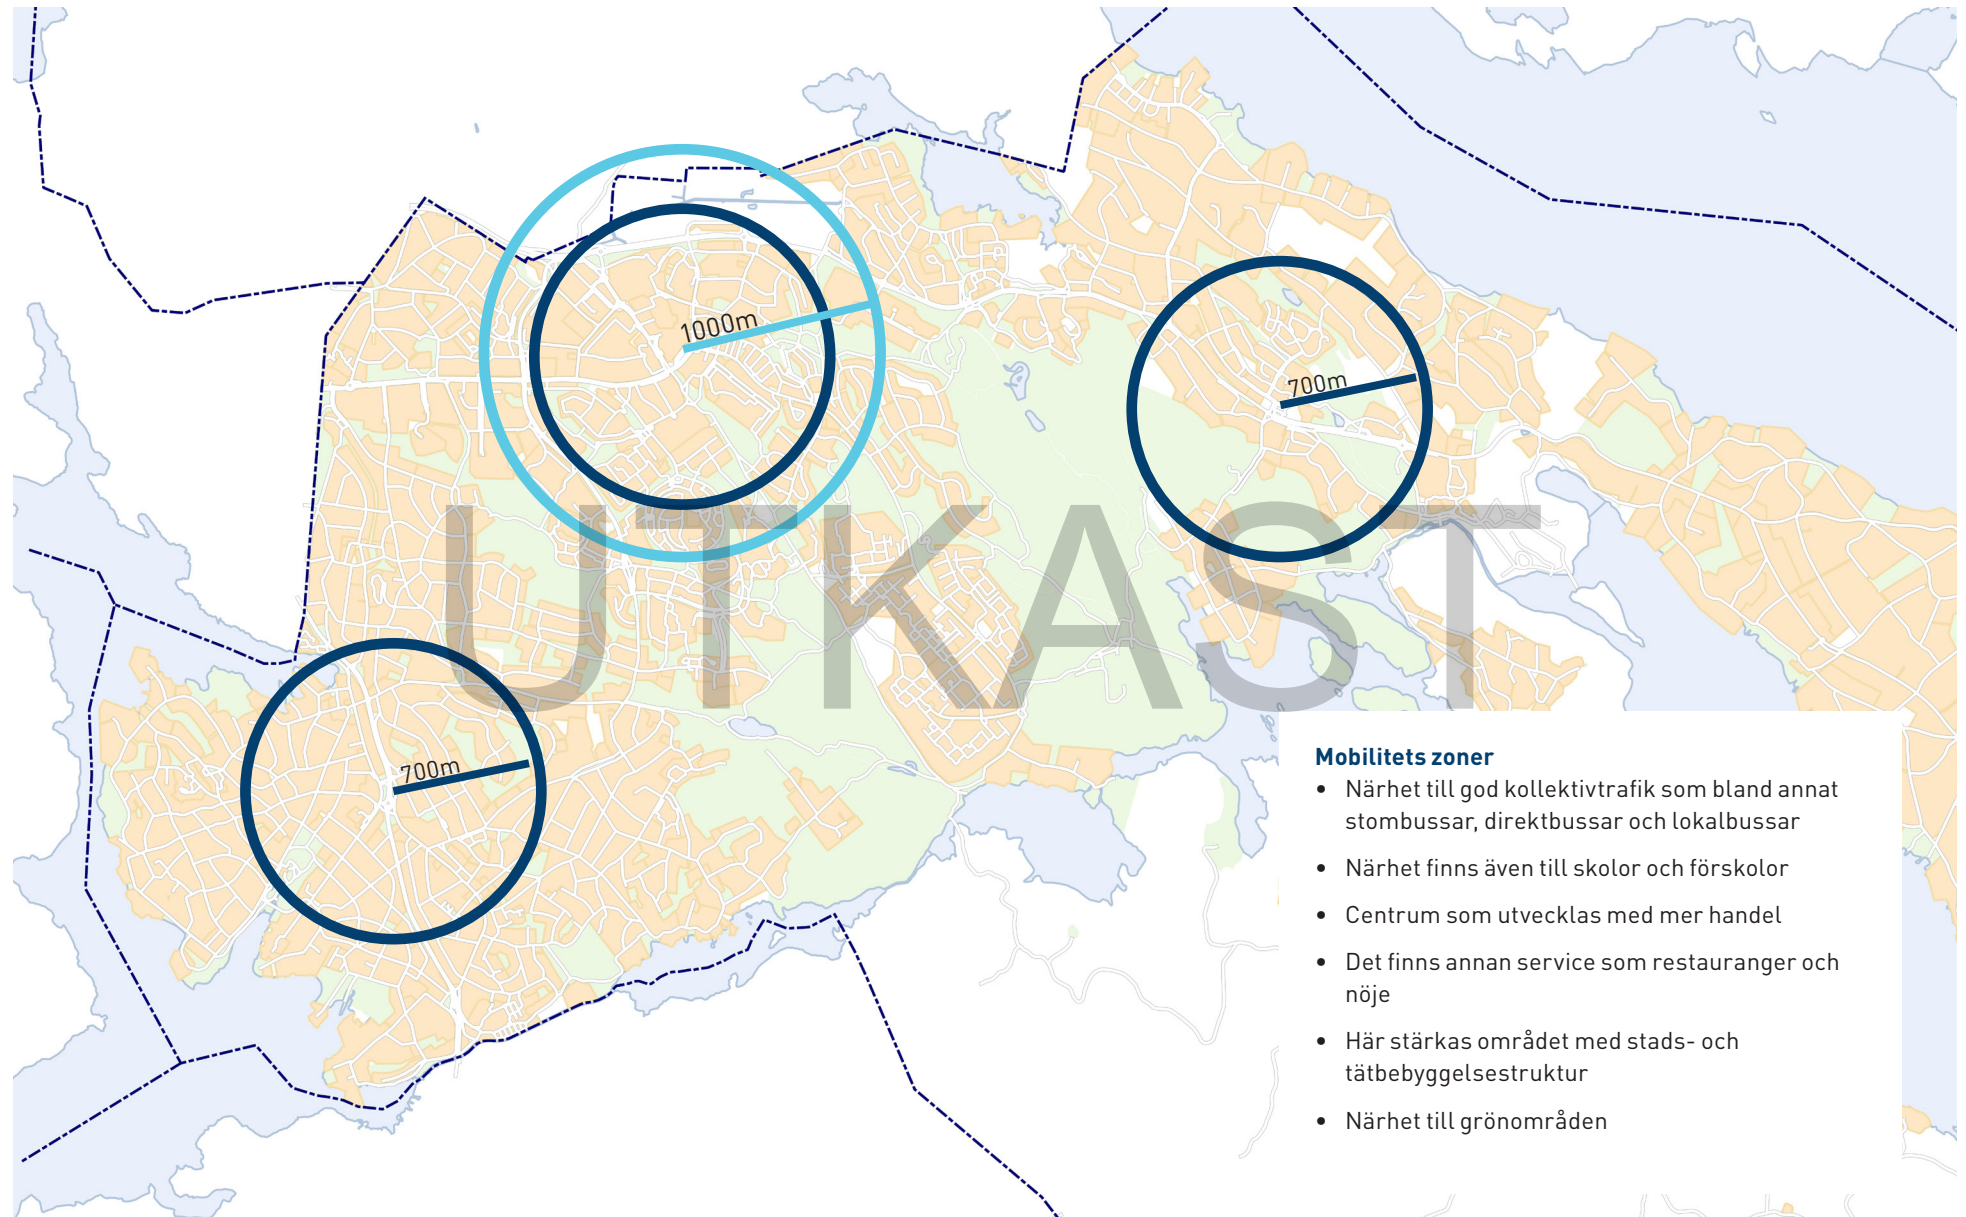 1000m
700m
UTKAST
700m
Mobilitets zoner
• Närhet till god kollektivtrafik som bland annat
stombussar, direktbussar och lokalbussar
• Närhet finns även till skolor och förskolor
• Centrum som utvecklas med mer handel
• Det finns annan service som restauranger och
nöje
• Här stärkas området med stads- och
tätbebyggelsestruktur
• Närhet till grönområden